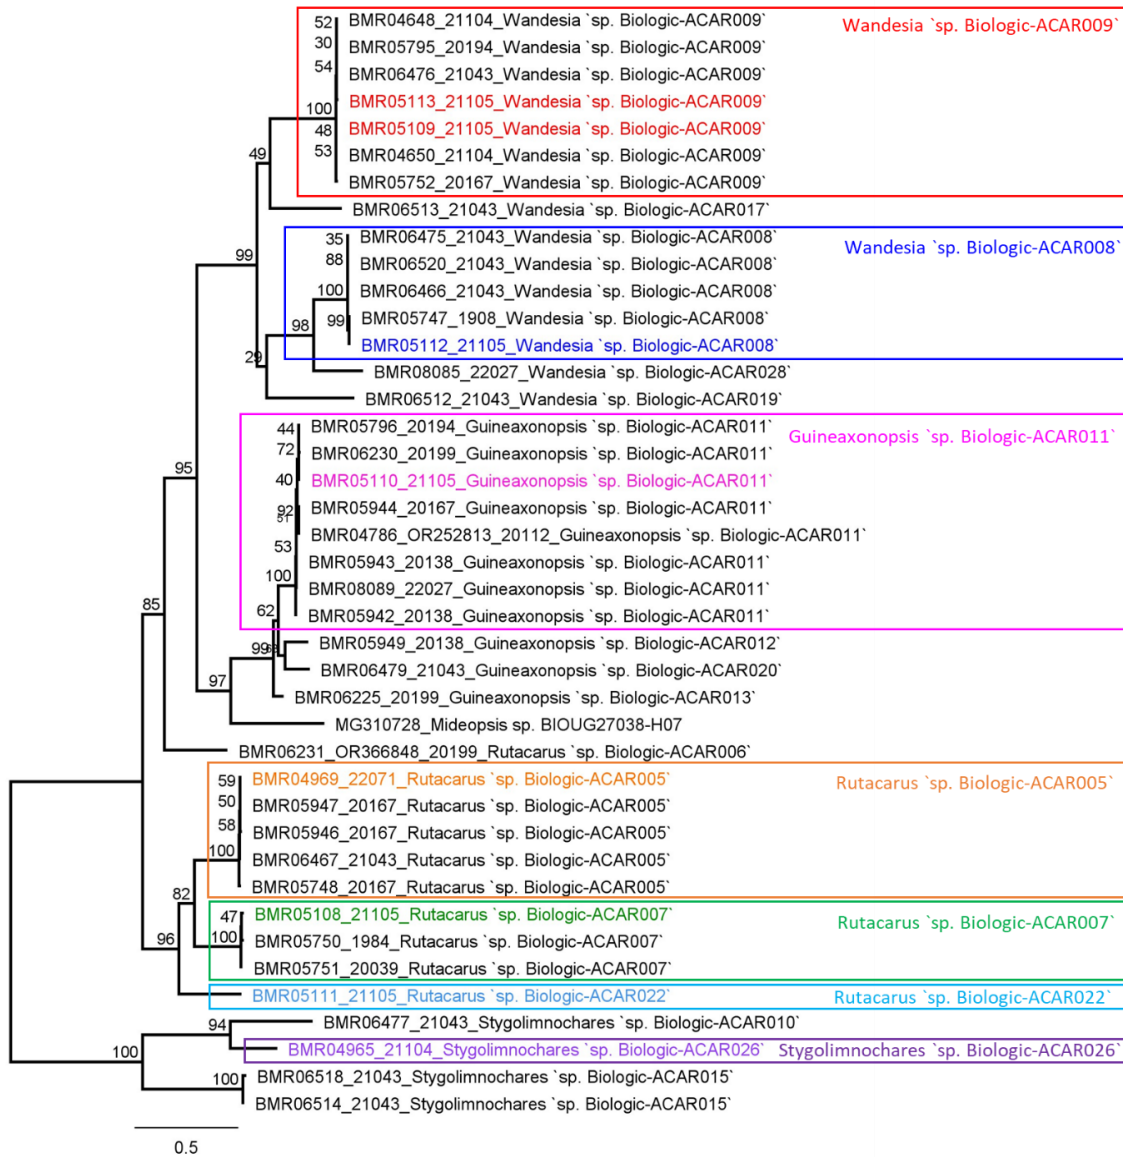 52
BMR04648_21104_Wandesia `sp. Biologic-ACAR009`
Wandesia `sp. Biologic-ACAR009`
30
BMR05795_20194_Wandesia `sp. Biologic-ACAR009`
54
BMR06476_21043_Wandesia `sp. Biologic-ACAR009`
BMR05113_21105_Wandesia `sp. Biologic-ACAR009`
100
48
BMR05109_21105_Wandesia `sp. Biologic-ACAR009`
53
BMR04650_21104_Wandesia `sp. Biologic-ACAR009`
49
BMR05752_20167_Wandesia `sp. Biologic-ACAR009`
BMR06513_21043_Wandesia `sp. Biologic-ACAR017`
35
BMR06475_21043_Wandesia `sp. Biologic-ACAR008`
Wandesia `sp. Biologic-ACAR008`
99
88
BMR06520_21043_Wandesia `sp. Biologic-ACAR008`
100
BMR06466_21043_Wandesia `sp. Biologic-ACAR008`
98
99
BMR05747_1908_Wandesia `sp. Biologic-ACAR008`
BMR05112_21105_Wandesia `sp. Biologic-ACAR008`
29
BMR08085_22027_Wandesia `sp. Biologic-ACAR028`
BMR06512_21043_Wandesia `sp. Biologic-ACAR019`
44
BMR05796_20194_Guineaxonopsis `sp. Biologic-ACAR011`
Guineaxonopsis `sp. Biologic-ACAR011`
72
BMR06230_20199_Guineaxonopsis `sp. Biologic-ACAR011`
95
40
BMR05110_21105_Guineaxonopsis `sp. Biologic-ACAR011`
92
51
BMR05944_20167_Guineaxonopsis `sp. Biologic-ACAR011`
BMR04786_OR252813_20112_Guineaxonopsis `sp. Biologic-ACAR011`
53
BMR05943_20138_Guineaxonopsis `sp. Biologic-ACAR011`
100
BMR08089_22027_Guineaxonopsis `sp. Biologic-ACAR011`
85
62
BMR05942_20138_Guineaxonopsis `sp. Biologic-ACAR011`
99
BMR05949_20138_Guineaxonopsis `sp. Biologic-ACAR012`
BMR06479_21043_Guineaxonopsis `sp. Biologic-ACAR020`
97
BMR06225_20199_Guineaxonopsis `sp. Biologic-ACAR013`
MG310728_Mideopsis sp. BIOUG27038-H07
BMR06231_OR366848_20199_Rutacarus `sp. Biologic-ACAR006`
59
BMR04969_22071_Rutacarus `sp. Biologic-ACAR005`
Rutacarus `sp. Biologic-ACAR005`
50
BMR05947_20167_Rutacarus `sp. Biologic-ACAR005`
58
BMR05946_20167_Rutacarus `sp. Biologic-ACAR005`
100
BMR06467_21043_Rutacarus `sp. Biologic-ACAR005`
BMR05748_20167_Rutacarus `sp. Biologic-ACAR005`
82
47
BMR05108_21105_Rutacarus `sp. Biologic-ACAR007`
Rutacarus `sp. Biologic-ACAR007`
96
100
BMR05750_1984_Rutacarus `sp. Biologic-ACAR007`
BMR05751_20039_Rutacarus `sp. Biologic-ACAR007`
BMR05111_21105_Rutacarus `sp. Biologic-ACAR022`
Rutacarus `sp. Biologic-ACAR022`
94
BMR06477_21043_Stygolimnochares `sp. Biologic-ACAR010`
100
BMR04965_21104_Stygolimnochares `sp. Biologic-ACAR026`
Stygolimnochares `sp. Biologic-ACAR026`
100
BMR06518_21043_Stygolimnochares `sp. Biologic-ACAR015`
BMR06514_21043_Stygolimnochares `sp. Biologic-ACAR015`
0.5